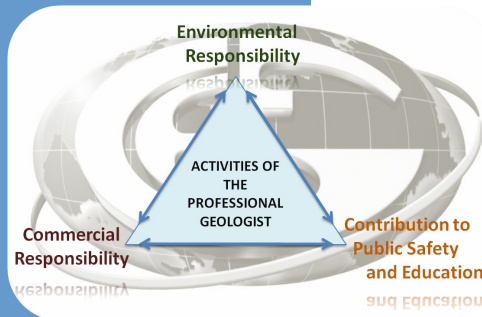 Environmental
Responsibility
ACTIVITIES OF
THE
PROFESSIONAL
GEOLOGIST
Commercial
Responsibility
Contribution to
Public Safety
and Education